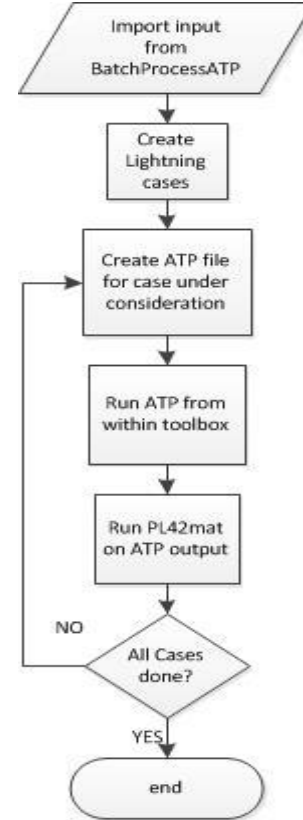 Import input
from
BatchProcessATP
Create
Lightning
cases
Create ATP file
for case under
consideration
Run ATP from
within toolbox
Run PL42mat
on ATP output
NO
All Cases
done?
YES
end